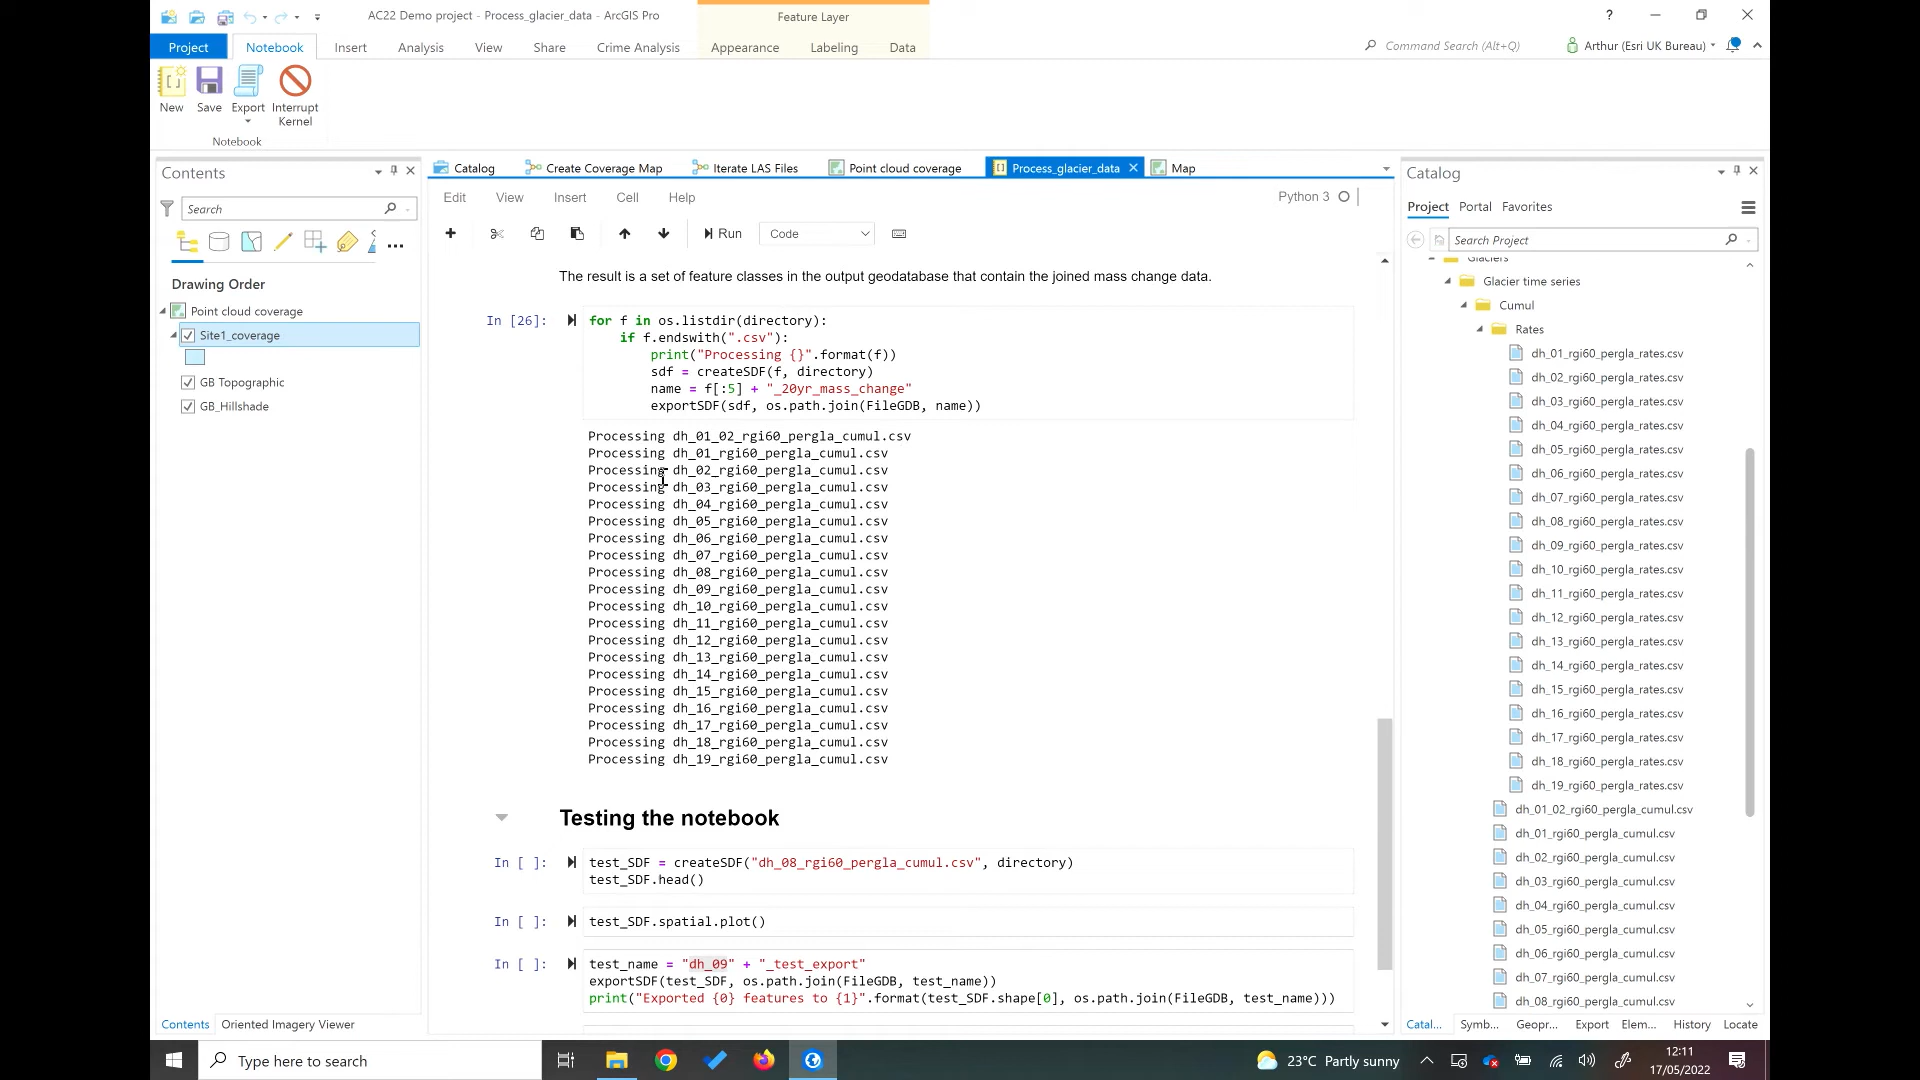 AC22 Demo project - Process_glacier_data - ArcGIS Pro
Feature Layer
?
Project
Notebook
Insert
Analysis
View
Share
Crime Analysis
Appearance
Labeling
Data
Command Search (Alt+Q)
Arthur (Esri UK Bureau)
New
Save
Export
Interrupt
Kernel
Notebook
Contents
Search
Drawing Order
Point cloud coverage
Site1_coverage
GB Topographic
GB_Hillshade
Contents
Oriented Imagery Viewer
Catalog
Create Coverage Map
Iterate LAS Files
Point cloud coverage
Process_glacier_data
Map
Edit
View
Insert
Cell
Help
Python 3
Run
Code
The result is a set of feature classes in the output geodatabase that contain the joined mass change data.
In [26]:
for f in os.listdir(directory):
if f.endswith(".csv"):
print("Processing {}".format(f))
sdf = createSDF(f, directory)
name = f[:5] + "_20yr_mass_change"
exportSDF(sdf, os.path.join(FileGDB, name))
Processing dh_01_02_rgi60_pergla_cumul.csv
Processing dh_01_rgi60_pergla_cumul.csv
Processing dh_02_rgi60_pergla_cumul.csv
Processing dh_03_rgi60_pergla_cumul.csv
Processing dh_04_rgi60_pergla_cumul.csv
Processing dh_05_rgi60_pergla_cumul.csv
Processing dh_06_rgi60_pergla_cumul.csv
Processing dh_07_rgi60_pergla_cumul.csv
Processing dh_08_rgi60_pergla_cumul.csv
Processing dh_09_rgi60_pergla_cumul.csv
Processing dh_10_rgi60_pergla_cumul.csv
Processing dh_11_rgi60_pergla_cumul.csv
Processing dh_12_rgi60_pergla_cumul.csv
Processing dh_13_rgi60_pergla_cumul.csv
Processing dh_14_rgi60_pergla_cumul.csv
Processing dh_15_rgi60_pergla_cumul.csv
Processing dh_16_rgi60_pergla_cumul.csv
Processing dh_17_rgi60_pergla_cumul.csv
Processing dh_18_rgi60_pergla_cumul.csv
Processing dh_19_rgi60_pergla_cumul.csv
Testing the notebook
In [ ]:
test_SDF = createSDF("dh_08_rgi60_pergla_cumul.csv", directory)
test_SDF.head()
In [ ]:
test_SDF.spatial.plot()
In [ ]:
test_name = "dh_09" + "_test_export"
exportSDF(test_SDF, os.path.join(FileGDB, test_name))
print("Exported {0} features to {1}".format(test_SDF.shape[0], os.path.join(FileGDB, test_name)))
Catalog
Project
Portal
Favorites
Search Project
Glaciers
Glacier time series
Cumul
Rates
dh_01_rgi60_pergla_rates.csv
dh_02_rgi60_pergla_rates.csv
dh_03_rgi60_pergla_rates.csv
dh_04_rgi60_pergla_rates.csv
dh_05_rgi60_pergla_rates.csv
dh_06_rgi60_pergla_rates.csv
dh_07_rgi60_pergla_rates.csv
dh_08_rgi60_pergla_rates.csv
dh_09_rgi60_pergla_rates.csv
dh_10_rgi60_pergla_rates.csv
dh_11_rgi60_pergla_rates.csv
dh_12_rgi60_pergla_rates.csv
dh_13_rgi60_pergla_rates.csv
dh_14_rgi60_pergla_rates.csv
dh_15_rgi60_pergla_rates.csv
dh_16_rgi60_pergla_rates.csv
dh_17_rgi60_pergla_rates.csv
dh_18_rgi60_pergla_rates.csv
dh_19_rgi60_pergla_rates.csv
dh_01_02_rgi60_pergla_cumul.csv
dh_01_rgi60_pergla_cumul.csv
dh_02_rgi60_pergla_cumul.csv
dh_03_rgi60_pergla_cumul.csv
dh_04_rgi60_pergla_cumul.csv
dh_05_rgi60_pergla_cumul.csv
dh_06_rgi60_pergla_cumul.csv
dh_07_rgi60_pergla_cumul.csv
dh_08_rgi60_pergla_cumul.csv
Catal...
Symb...
Geopr...
Export
Elem...
History
Locate
Type here to search
23°C Partly sunny
12:11
17/05/2022